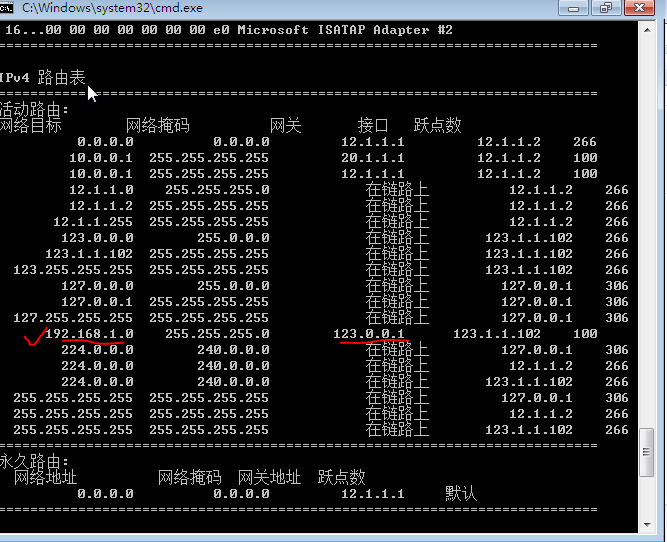 C:\Windows\system32\cmd.exe
16...00 00 00 00 00 00 00 e0 Microsoft ISATAP Adapter #2
===========================================================================
IPv4 路由表
===========================================================================
活动路由:
网络目标 网络掩码 网关 接口 跃点数
0.0.0.0 0.0.0.0 12.1.1.1 12.1.1.2 266
10.0.0.1 255.255.255.255 20.1.1.1 12.1.1.2 100
10.0.0.1 255.255.255.255 12.1.1.1 12.1.1.2 100
12.1.1.0 255.255.255.0 在链路上 12.1.1.2 266
12.1.1.2 255.255.255.255 在链路上 12.1.1.2 266
12.1.1.255 255.255.255.255 在链路上 12.1.1.2 266
123.0.0.0 255.0.0.0 在链路上 123.1.1.102 266
123.1.1.102 255.255.255.255 在链路上 123.1.1.102 266
123.255.255.255 255.255.255.255 在链路上 123.1.1.102 266
127.0.0.0 255.0.0.0 在链路上 127.0.0.1 306
127.0.0.1 255.255.255.255 在链路上 127.0.0.1 306
127.255.255.255 255.255.255.255 在链路上 127.0.0.1 306
192.168.1.0 255.255.255.0 123.0.0.1 123.1.1.102 100
224.0.0.0 240.0.0.0 在链路上 127.0.0.1 306
224.0.0.0 240.0.0.0 在链路上 12.1.1.2 266
224.0.0.0 240.0.0.0 在链路上 123.1.1.102 266
255.255.255.255 255.255.255.255 在链路上 127.0.0.1 306
255.255.255.255 255.255.255.255 在链路上 12.1.1.2 266
255.255.255.255 255.255.255.255 在链路上 123.1.1.102 266
===========================================================================
永久路由:
网络地址 网络掩码 网关地址 跃点数
0.0.0.0 0.0.0.0 12.1.1.1 默认
===========================================================================